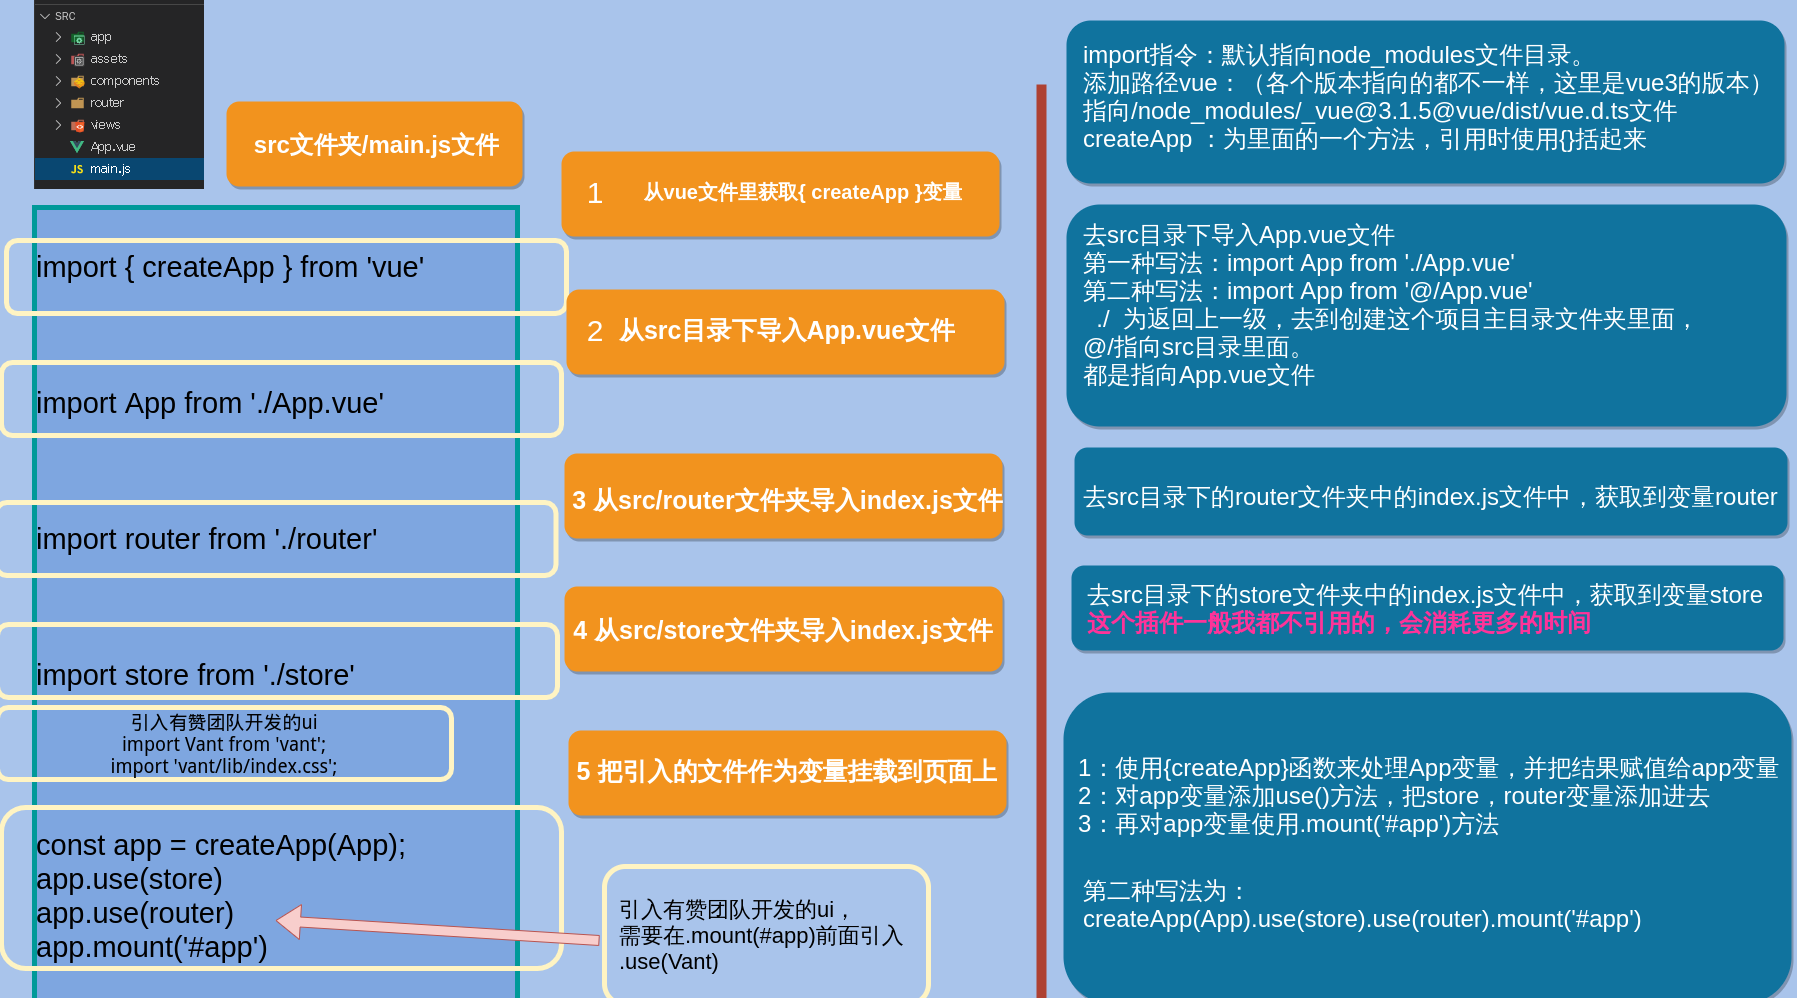 SRC
app
assets
components
router
views
App.vue
JS main.js
src文件夹/main.js文件
import { createApp } from 'vue'
import App from './App.vue'
import router from './router'
import store from './store'
引入有赞团队开发的ui
import Vant from 'vant';
import 'vant/lib/index.css';
const app = createApp(App);
app.use(store)
app.use(router)
app.mount('#app')
1 从vue文件里获取{ createApp }变量
2 从src目录下导入App.vue文件
3 从src/router文件夹导入index.js文件
4 从src/store文件夹导入index.js文件
5 把引入的文件作为变量挂载到页面上
引入有赞团队开发的ui，
需要在.mount(#app)前面引入
.use(Vant)
import指令：默认指向node_modules文件目录。
添加路径vue：（各个版本指向的都不一样，这里是vue3的版本）
指向/node_modules/_vue@3.1.5@vue/dist/vue.d.ts文件
createApp ：为里面的一个方法，引用时使用{}括起来
去src目录下导入App.vue文件
第一种写法：import App from './App.vue'
第二种写法：import App from '@/App.vue'
./ 为返回上一级，去到创建这个项目主目录文件夹里面，
@/指向src目录里面。
都是指向App.vue文件
去src目录下的router文件夹中的index.js文件中，获取到变量router
去src目录下的store文件夹中的index.js文件中，获取到变量store
这个插件一般我都不引用的，会消耗更多的时间
1：使用{createApp}函数来处理App变量，并把结果赋值给app变量
2：对app变量添加use()方法，把store，router变量添加进去
3：再对app变量使用.mount('#app')方法
第二种写法为：
createApp(App).use(store).use(router).mount('#app')